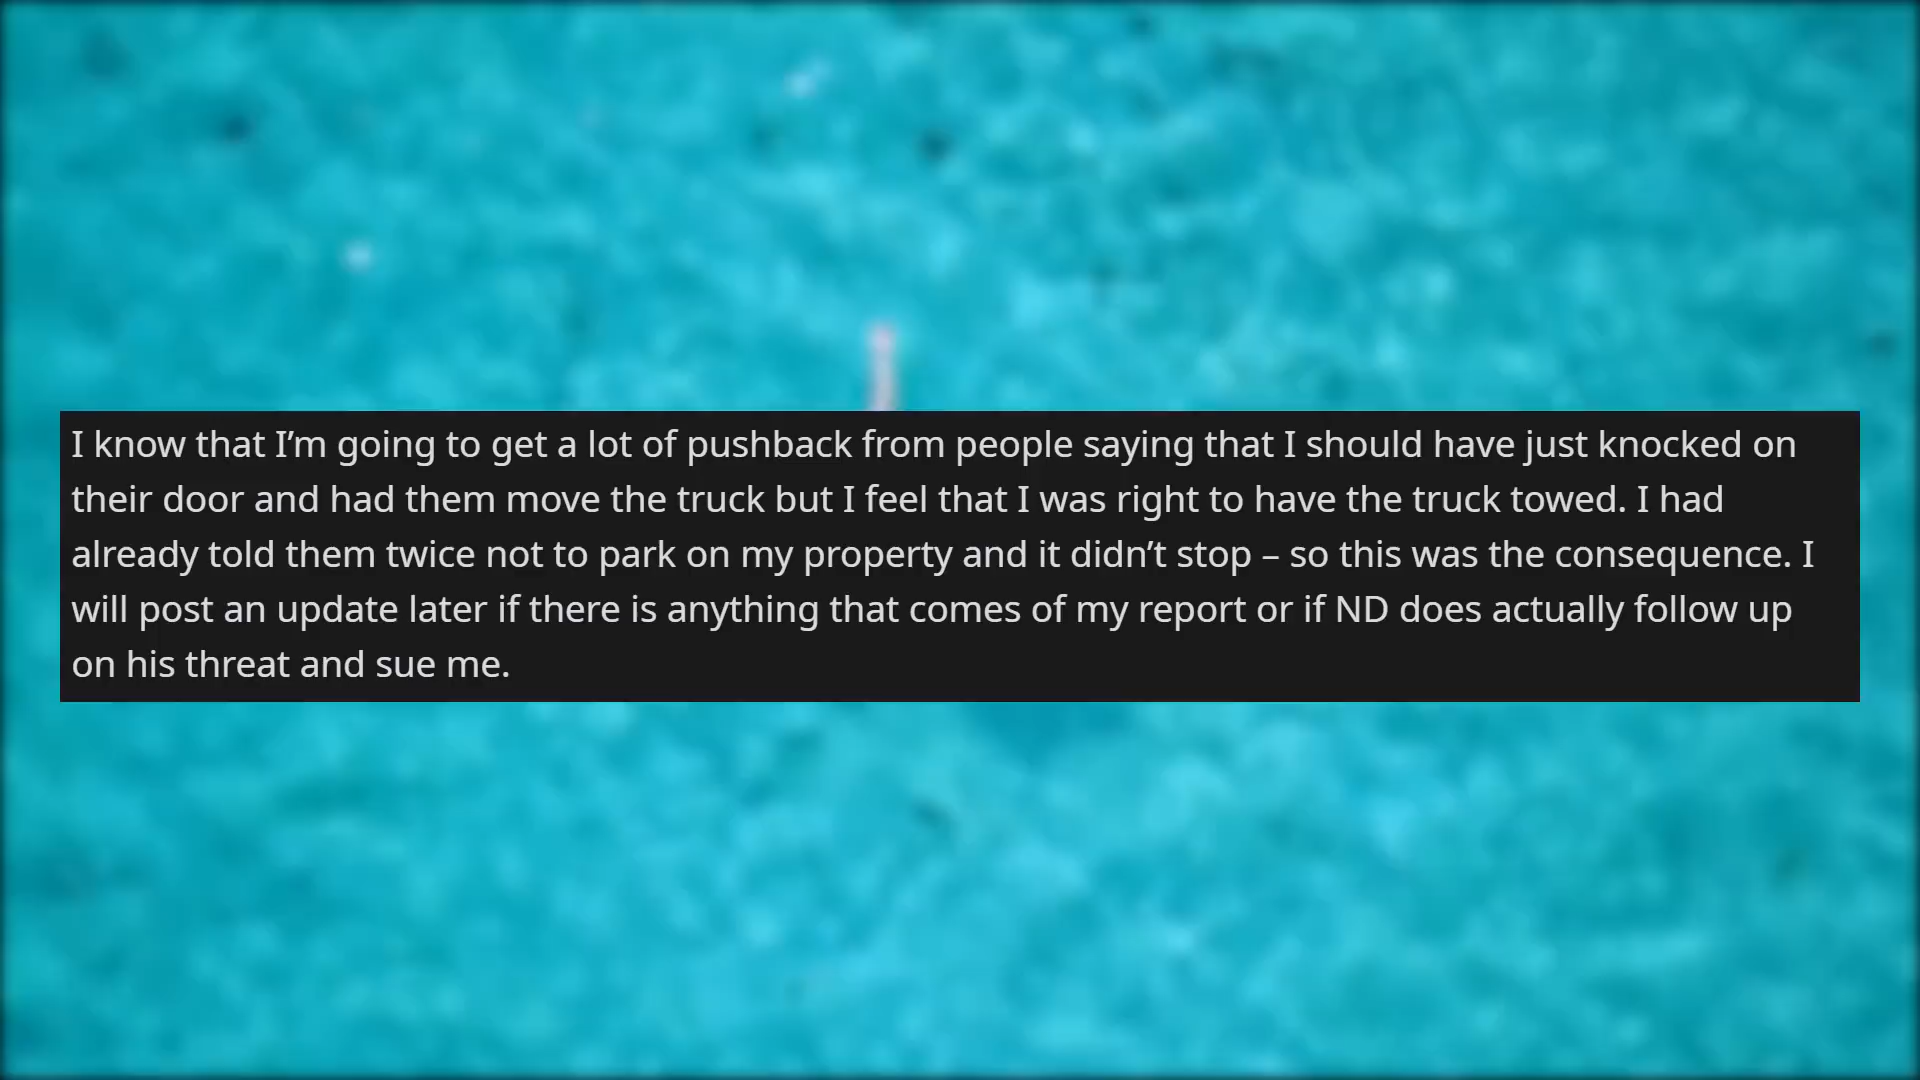 I know that I’m going to get a lot of pushback from people saying that I should have just knocked on
their door and had them move the truck but I feel that I was right to have the truck towed. I had
already told them twice not to park on my property and it didn’t stop – so this was the consequence. I
will post an update later if there is anything that comes of my report or if ND does actually follow up
on his threat and sue me.